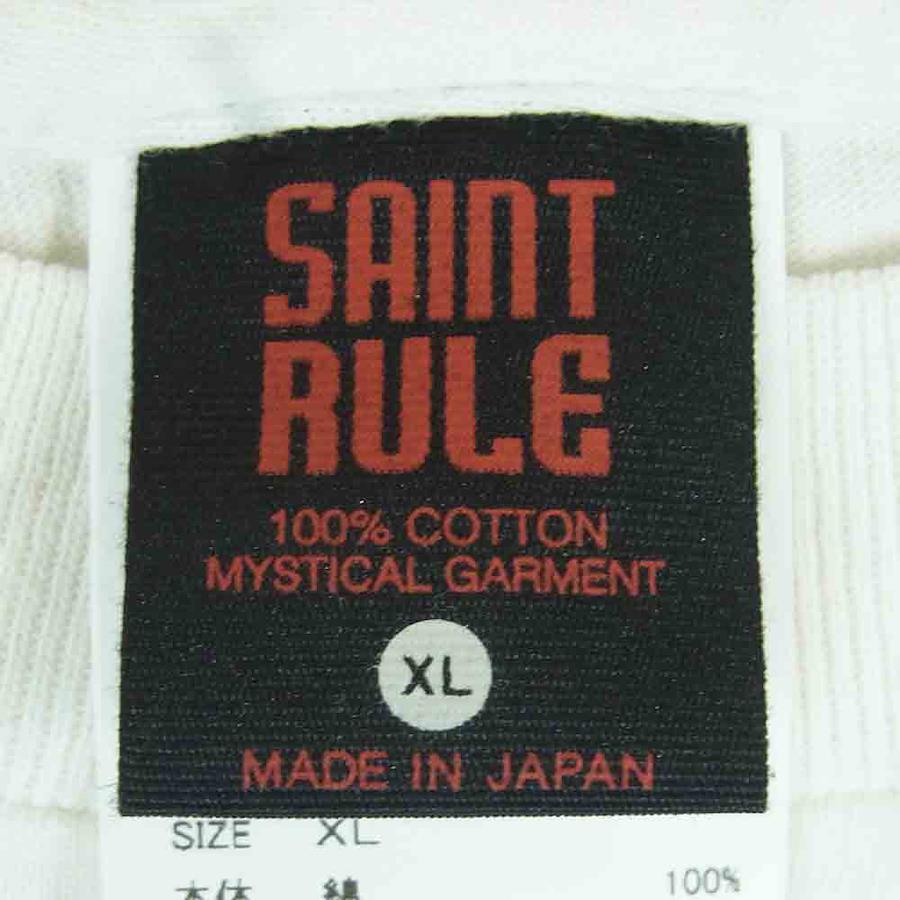 SAINT
RULE
100% COTTON
MYSTICAL GARMENT
XL
MADE IN JAPAN
SIZE XL
本体 綿 100%